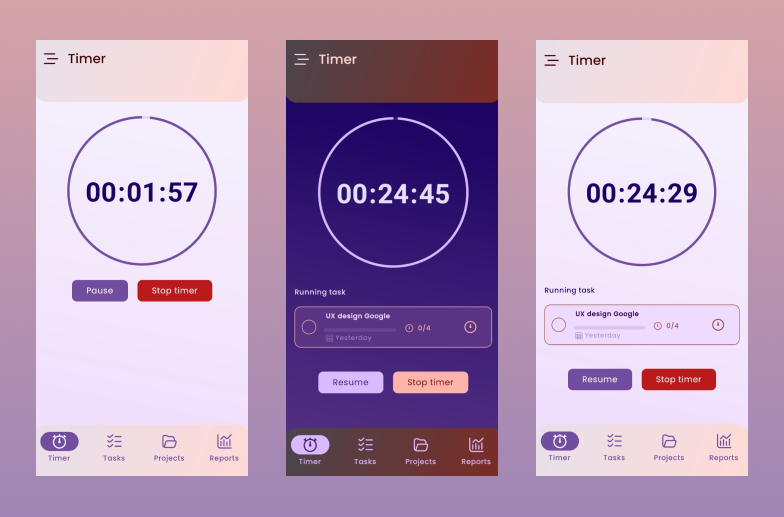 Timer
00:01:57
Pause Stop timer
Timer Tasks Projects Reports
Timer
00:24:45
Running task
UX design Google
0/4
Yesterday
Resume Stop timer
Timer Tasks Projects Reports
Timer
00:24:29
Running task
UX design Google
0/4
Yesterday
Resume Stop timer
Timer Tasks Projects Reports